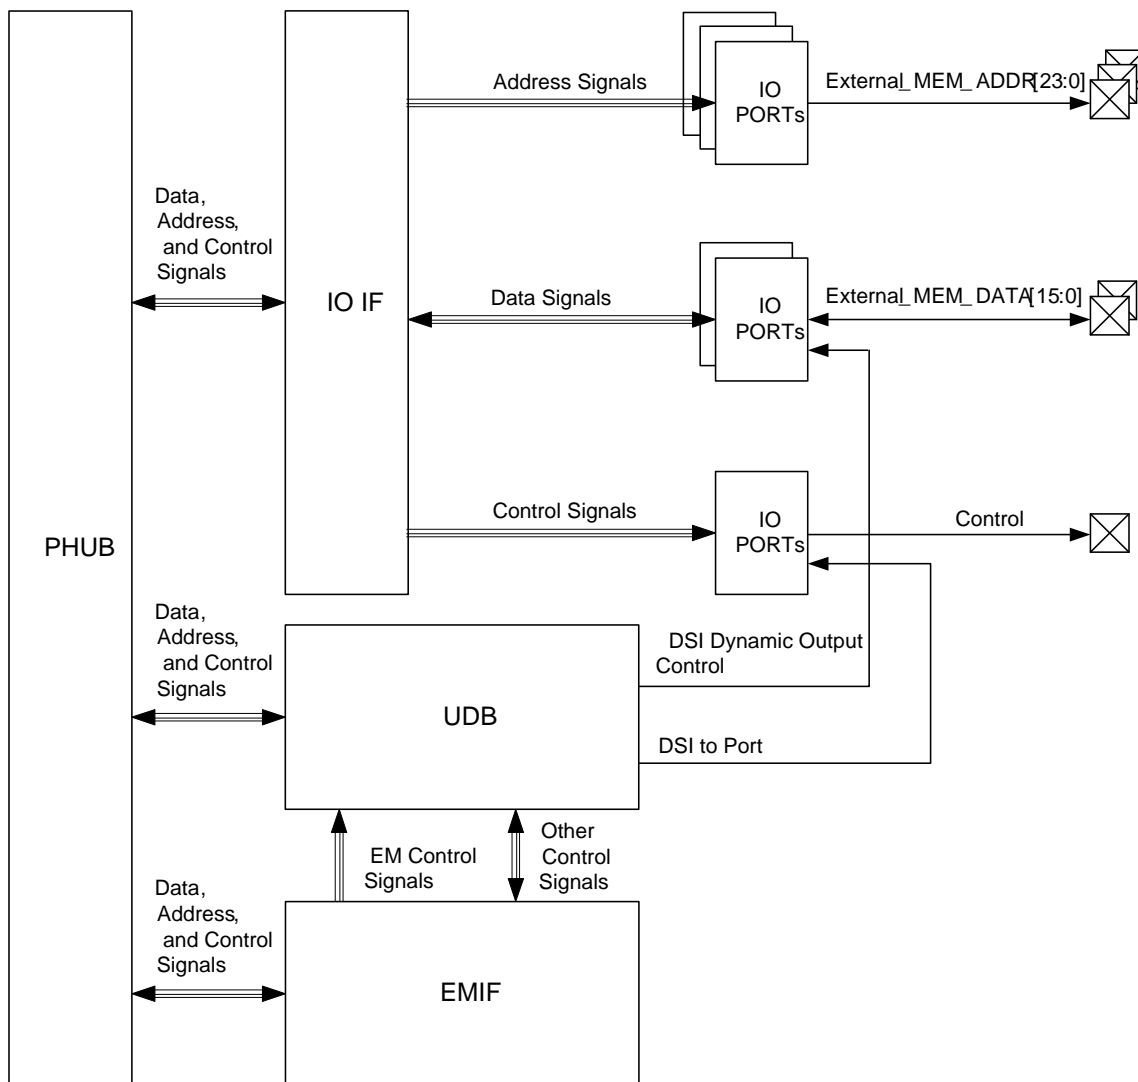 Address Signals
IO
PORTs
External_MEM_ADDR[23:0]
Data,
Address,
and Control
Signals
IO IF
Data Signals
IO
PORTs
External_MEM_DATA[15:0]
Control Signals
IO
PORTs
Control
PHUB
Data,
Address,
and Control
Signals
UDB
DSI Dynamic Output
Control
DSI to Port
EM Control
Signals
Other
Control
Signals
Data,
Address,
and Control
Signals
EMIF